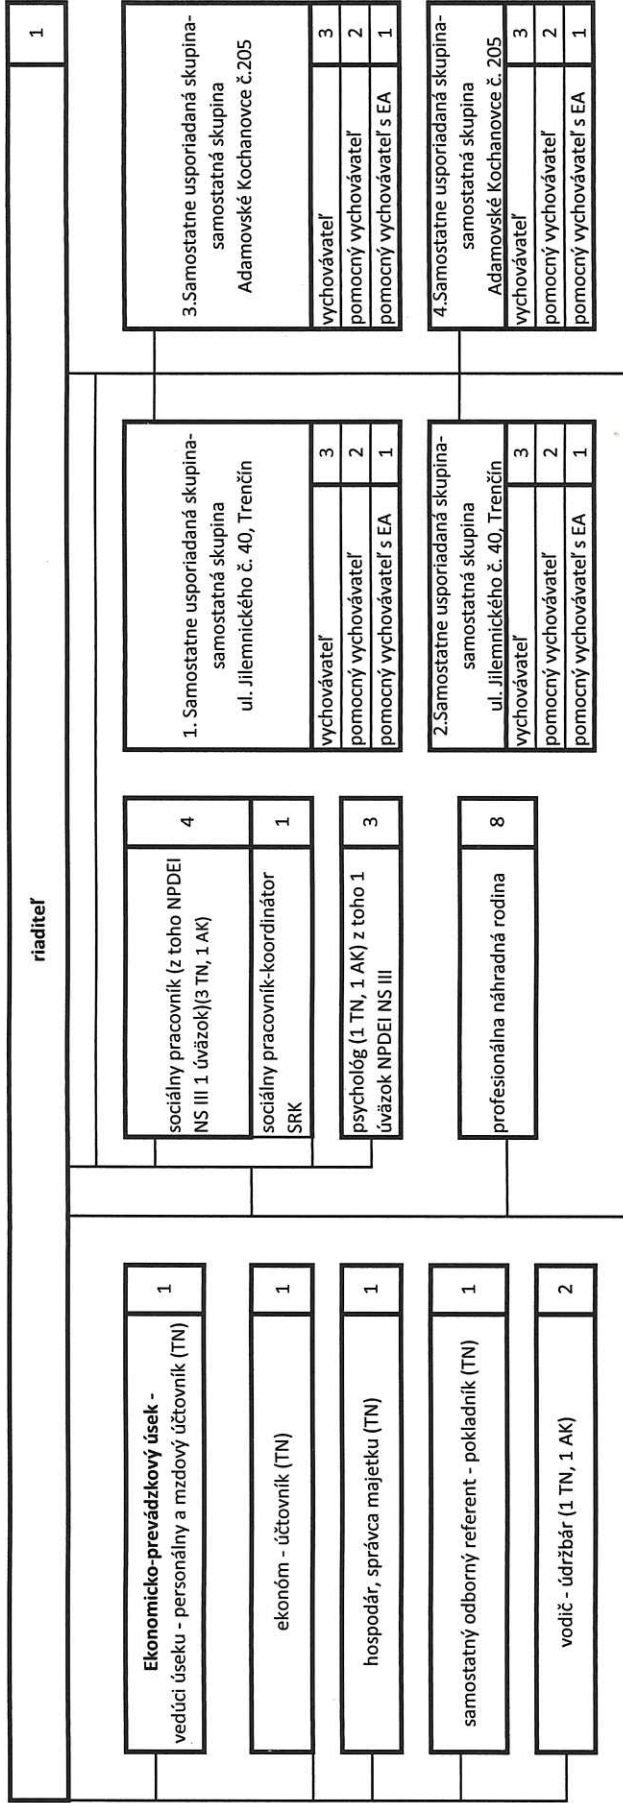 riaditeľ 1
Ekonomicko-prevádzkový úsek -
vedúci úseku - personálny a mzdový účtovník (TN) 1
ekonóm - účtovník (TN) 1
hospodár, správca majetku (TN) 1
samostatný odborný referent - pokladník (TN) 1
vodič - údržbár (1 TN, 1 AK) 2
sociálny pracovník (z toho NPDEI
NS III 1 úväzok)(3 TN, 1 AK) 4
sociálny pracovník-koordinátor
SRK 1
psychológ (1 TN, 1 AK) z toho 1
úväzok NPDEI NS III 3
profesionálna náhradná rodina 8
1. Samostatne usporiadaná skupina-
samostatná skupina
ul. Jilemnického č. 40, Trenčín
vychovávateľ 3
pomocný vychovávateľ 2
pomocný vychovávateľ s EA 1
2.Samostatne usporiadaná skupina-
samostatná skupina
ul. Jilemnického č. 40, Trenčín
vychovávateľ 3
pomocný vychovávateľ 2
pomocný vychovávateľ s EA 1
3.Samostatne usporiadaná skupina-
samostatná skupina
Adamovské Kochanovce č.205
vychovávateľ 3
pomocný vychovávateľ 2
pomocný vychovávateľ s EA 1
4.Samostatne usporiadaná skupina-
samostatná skupina
Adamovské Kochanovce č. 205
vychovávateľ 3
pomocný vychovávateľ 2
pomocný vychovávateľ s EA 1